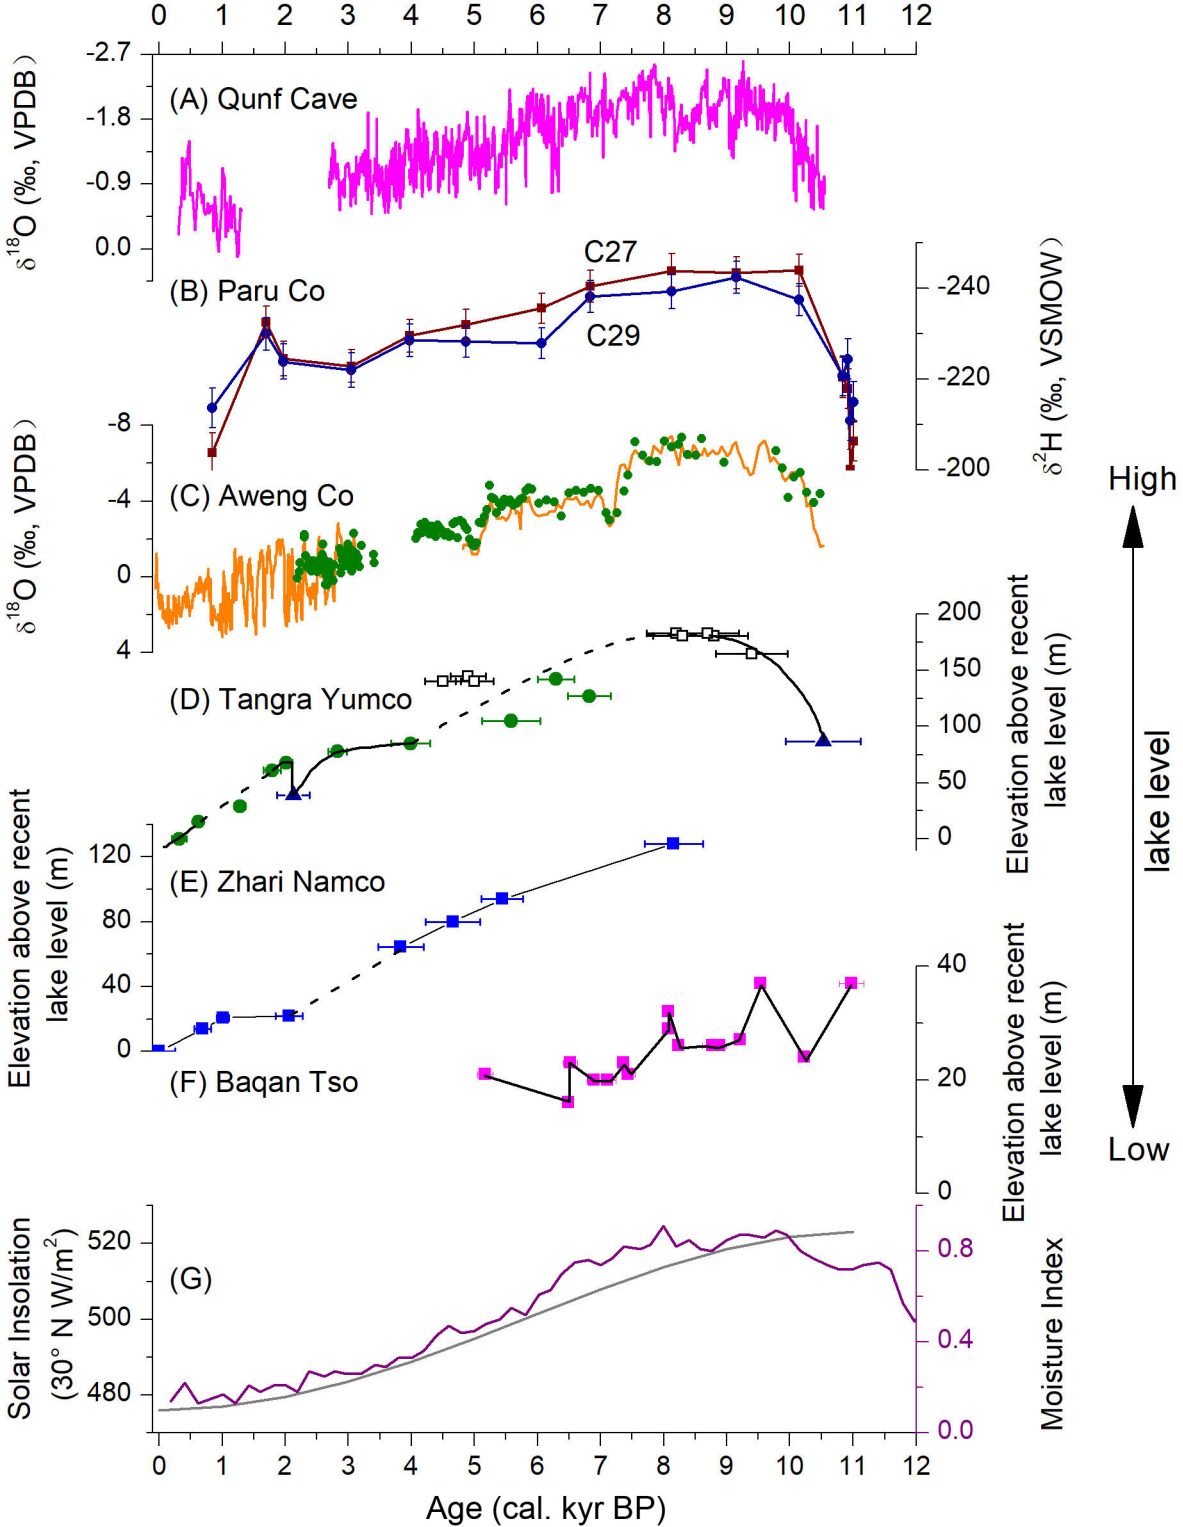 0 1 2 3 4 5 6 7 8 9 10 11 12
-2.7
-1.8
-0.9
0.0
δ18O (‰, VPDB)
(A) Qunf Cave
(B) Paru Co
C27
C29
-240
-220
-200
δ2H (‰, VSMOW)
-8
-4
0
4
δ18O (‰, VPDB)
(C) Aweng Co
High
lake level
Low
200
150
100
50
0
Elevation above recent
lake level (m)
(D) Tangra Yumco
120
80
40
0
Elevation above recent
lake level (m)
(E) Zhari Namco
40
20
0
Elevation above recent
lake level (m)
(F) Baqan Tso
520
500
480
Solar Insolation
(30° N W/m2)
(G)
0.8
0.4
0.0
Moisture Index
0 1 2 3 4 5 6 7 8 9 10 11 12
Age (cal. kyr BP)